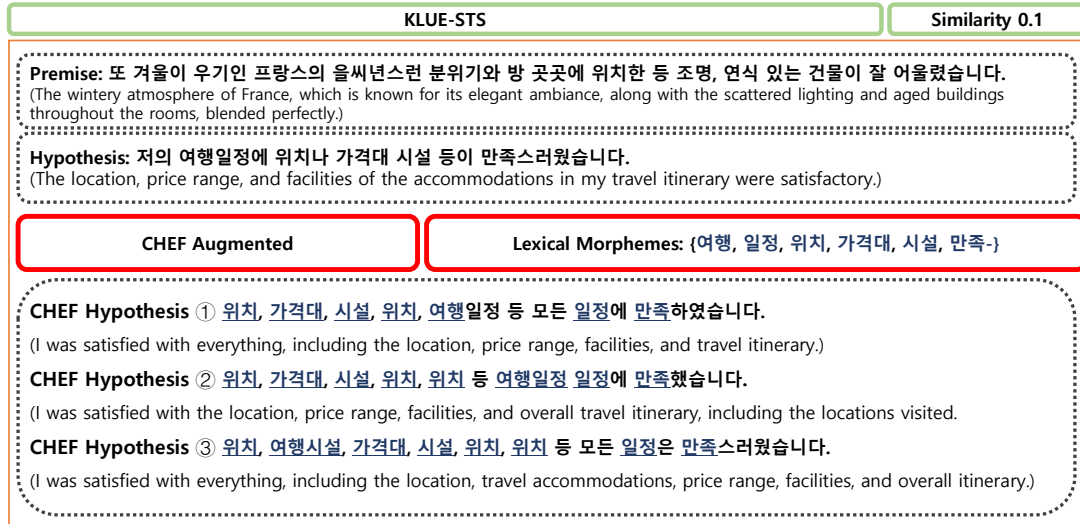 KLUE-STS
Similarity 0.1
Premise: 또 겨울이 우기인 프랑스의 을씨년스런 분위기와 방 곳곳에 위치한 등 조명, 연식 있는 건물이 잘 어울렸습니다.
(The wintery atmosphere of France, which is known for its elegant ambiance, along with the scattered lighting and aged buildings
throughout the rooms, blended perfectly.)
Hypothesis: 저의 여행일정에 위치나 가격대 시설 등이 만족스러웠습니다.
(The location, price range, and facilities of the accommodations in my travel itinerary were satisfactory.)
CHEF Augmented
Lexical Morphemes: {여행, 일정, 위치, 가격대, 시설, 만족-}
CHEF Hypothesis ① 위치, 가격대, 시설, 위치, 여행일정 등 모든 일정에 만족하였습니다.
(I was satisfied with everything, including the location, price range, facilities, and travel itinerary.)
CHEF Hypothesis ② 위치, 가격대, 시설, 위치, 위치 등 여행일정 일정에 만족했습니다.
(I was satisfied with the location, price range, facilities, and overall travel itinerary, including the locations visited.
CHEF Hypothesis ③ 위치, 여행시설, 가격대, 시설, 위치, 위치 등 모든 일정은 만족스러웠습니다.
(I was satisfied with everything, including the location, travel accommodations, price range, facilities, and overall itinerary.)